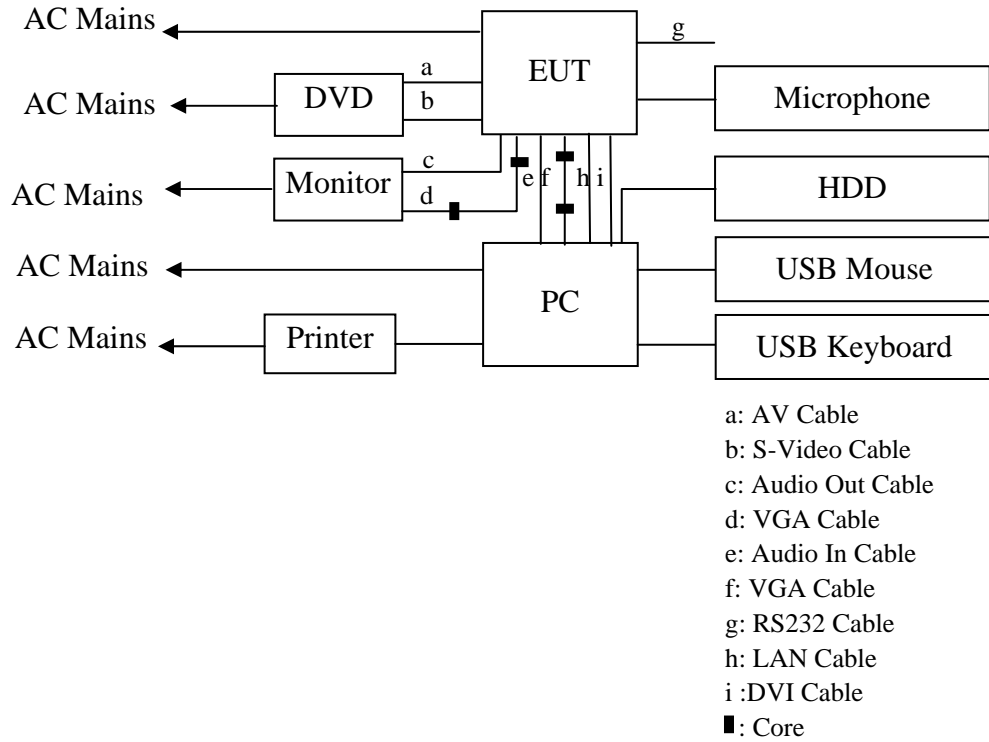 AC Mains
g
EUT
a
AC Mains
DVD
b
Microphone
c
e f h i
AC Mains
Monitor
d
HDD
AC Mains
PC
USB Mouse
AC Mains
Printer
USB Keyboard
a: AV Cable
b: S-Video Cable
c: Audio Out Cable
d: VGA Cable
e: Audio In Cable
f: VGA Cable
g: RS232 Cable
h: LAN Cable
i :DVI Cable
: Core